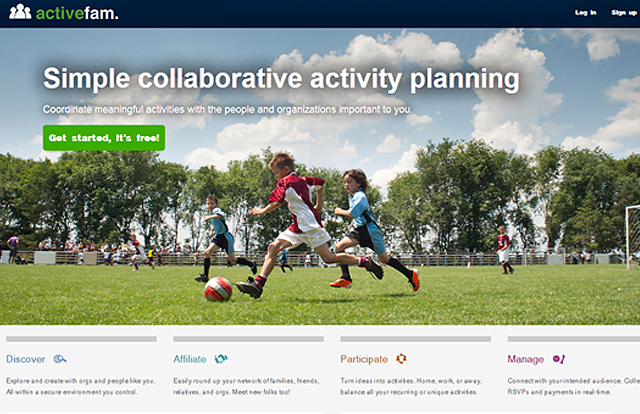 activefam.
Log in Sign up
Simple collaborative activity planning
Coordinate meaningful activities with the people and organizations important to you.
Get started, It's free!
Discover
Explore and create with orgs and people like you.
All within a secure environment you control.
Affiliate
Easily round up your network of families, friends,
relatives, and orgs. Meet new folks too!
Participate
Turn ideas into activities. Home, work, or away,
balance all your recurring or unique activities.
Manage
Connect with your intended audience. Colle
RSVPs and payments in real-time.